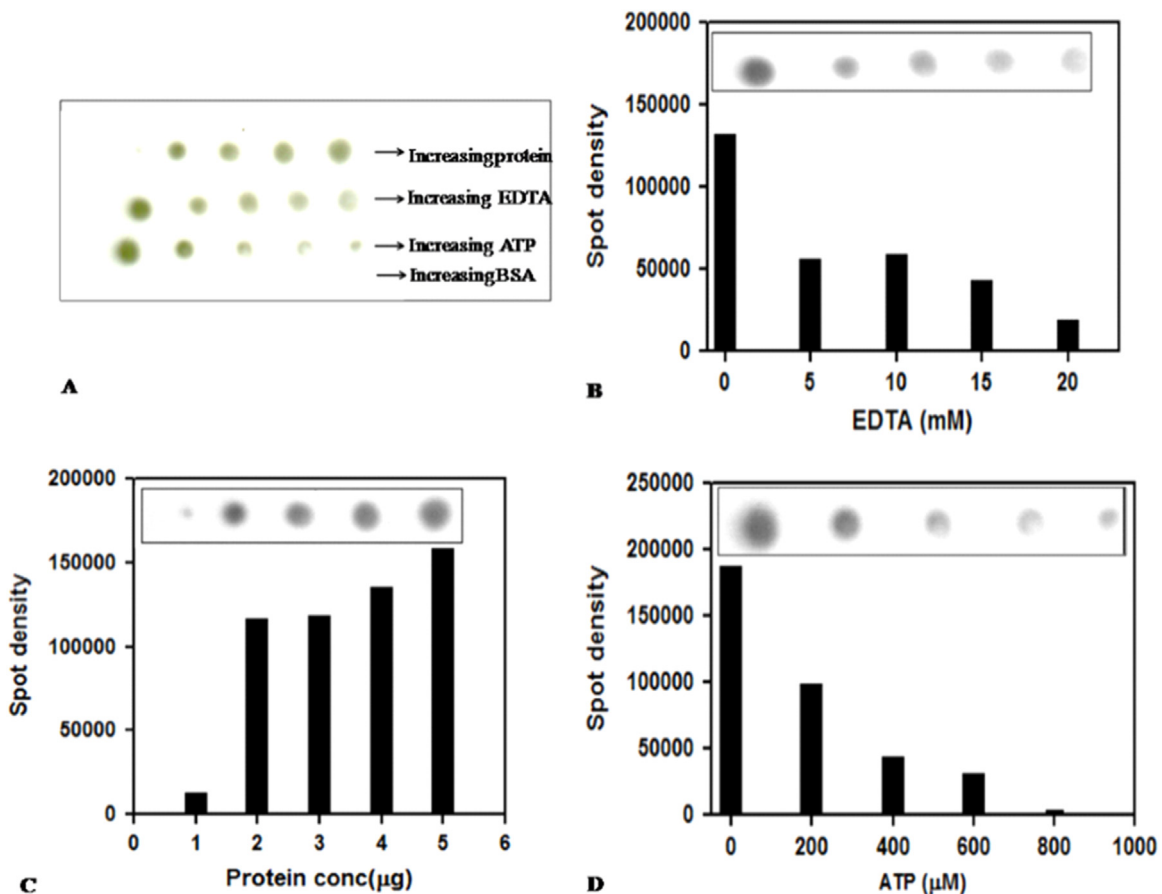 →Increasingprotein
→Increasing EDTA
→Increasing ATP
→IncreasingBSA
A
200000
150000
100000
50000
0
Spot density
0 5 10 15 20
EDTA (mM)
B
200000
150000
100000
50000
0
Spot density
0 1 2 3 4 5 6
Protein conc(μg)
C
250000
200000
150000
100000
50000
0
Spot density
0 200 400 600 800 1000
ATP (μM)
D